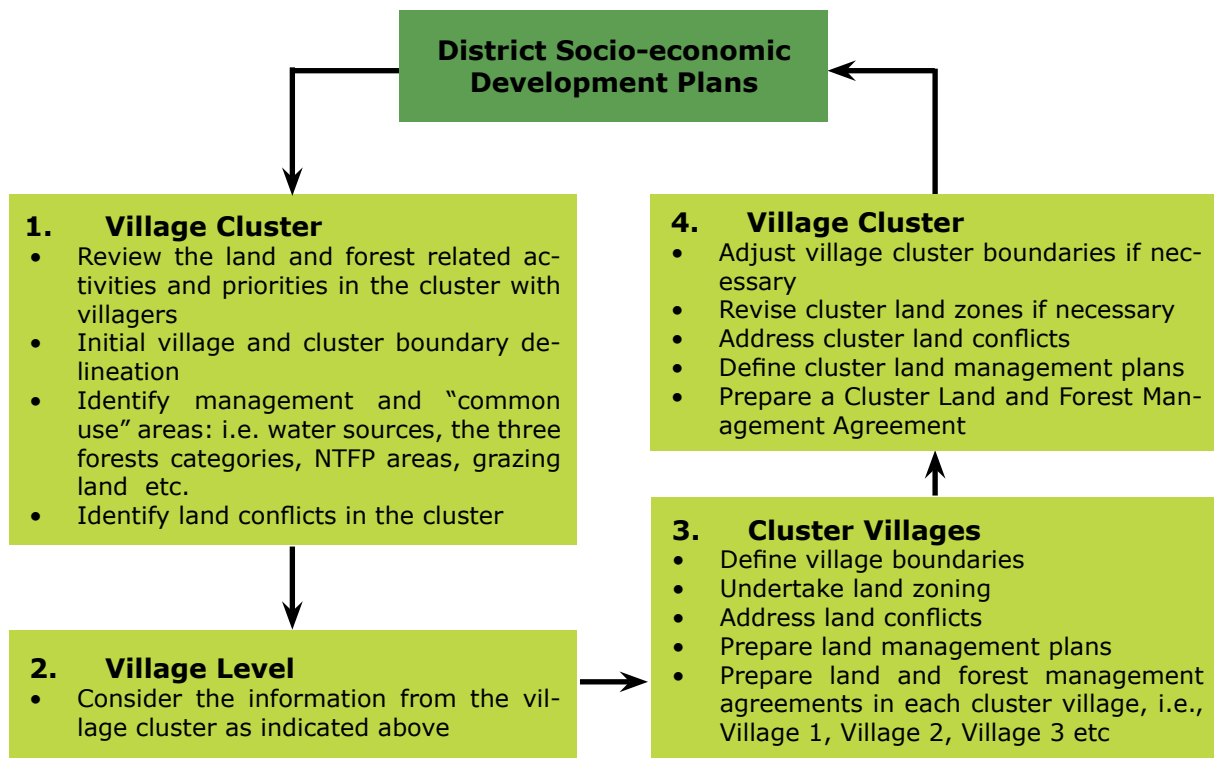 District Socio-economic
Development Plans
1. Village Cluster
• Review the land and forest related ac-
tivities and priorities in the cluster with
villagers
• Initial village and cluster boundary de-
lineation
• Identify management and “common
use” areas: i.e. water sources, the three
forests categories, NTFP areas, grazing
land etc.
• Identify land conflicts in the cluster
2. Village Level
• Consider the information from the vil-
lage cluster as indicated above
3. Cluster Villages
• Define village boundaries
• Undertake land zoning
• Address land conflicts
• Prepare land management plans
• Prepare land and forest management
agreements in each cluster village, i.e.,
Village 1, Village 2, Village 3 etc
4. Village Cluster
• Adjust village cluster boundaries if nec-
essary
• Revise cluster land zones if necessary
• Address cluster land conflicts
• Define cluster land management plans
• Prepare a Cluster Land and Forest Man-
agement Agreement